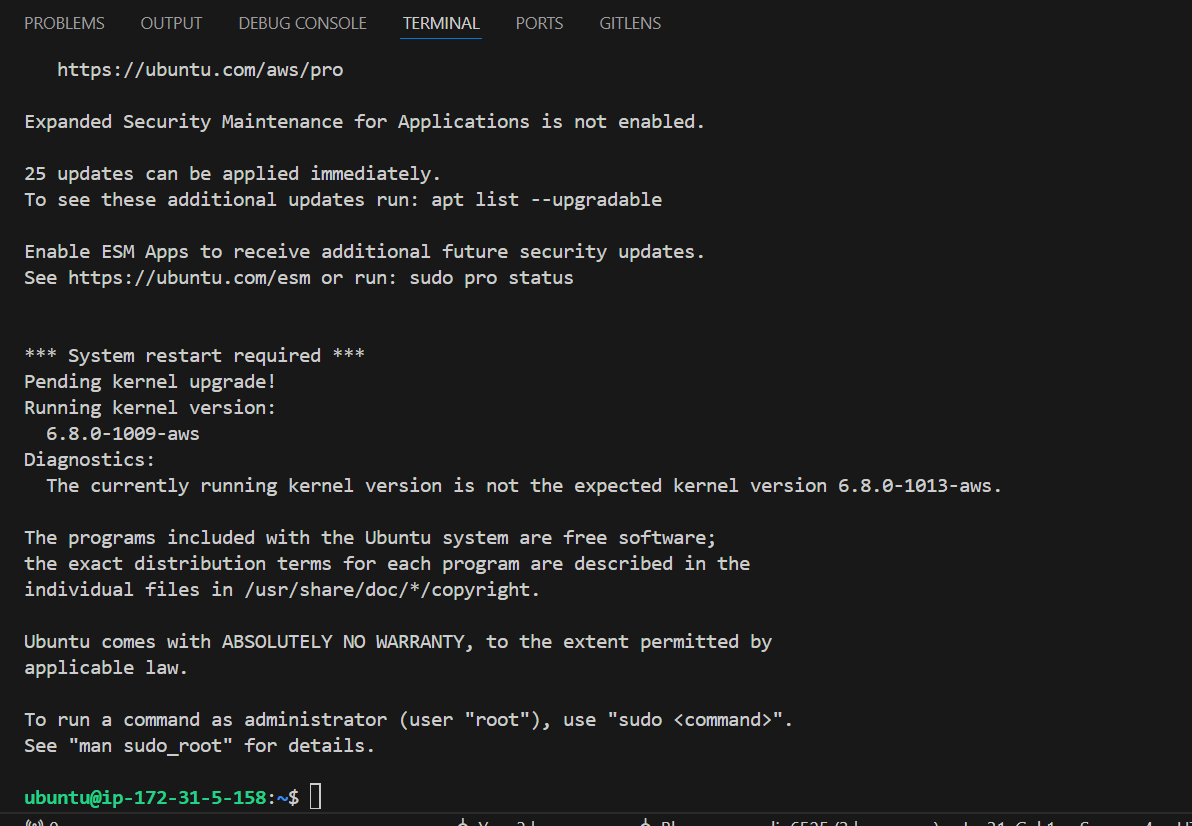 PROBLEMS OUTPUT DEBUG CONSOLE TERMINAL PORTS GITLENS
https://ubuntu.com/aws/pro
Expanded Security Maintenance for Applications is not enabled.
25 updates can be applied immediately.
To see these additional updates run: apt list --upgradable
Enable ESM Apps to receive additional future security updates.
See https://ubuntu.com/esm or run: sudo pro status
*** System restart required ***
Pending kernel upgrade!
Running kernel version:
6.8.0-1009-aws
Diagnostics:
The currently running kernel version is not the expected kernel version 6.8.0-1013-aws.
The programs included with the Ubuntu system are free software;
the exact distribution terms for each program are described in the
individual files in /usr/share/doc/*/copyright.
Ubuntu comes with ABSOLUTELY NO WARRANTY, to the extent permitted by
applicable law.
To run a command as administrator (user "root"), use "sudo <command>".
See "man sudo_root" for details.
ubuntu@ip-172-31-5-158:~$